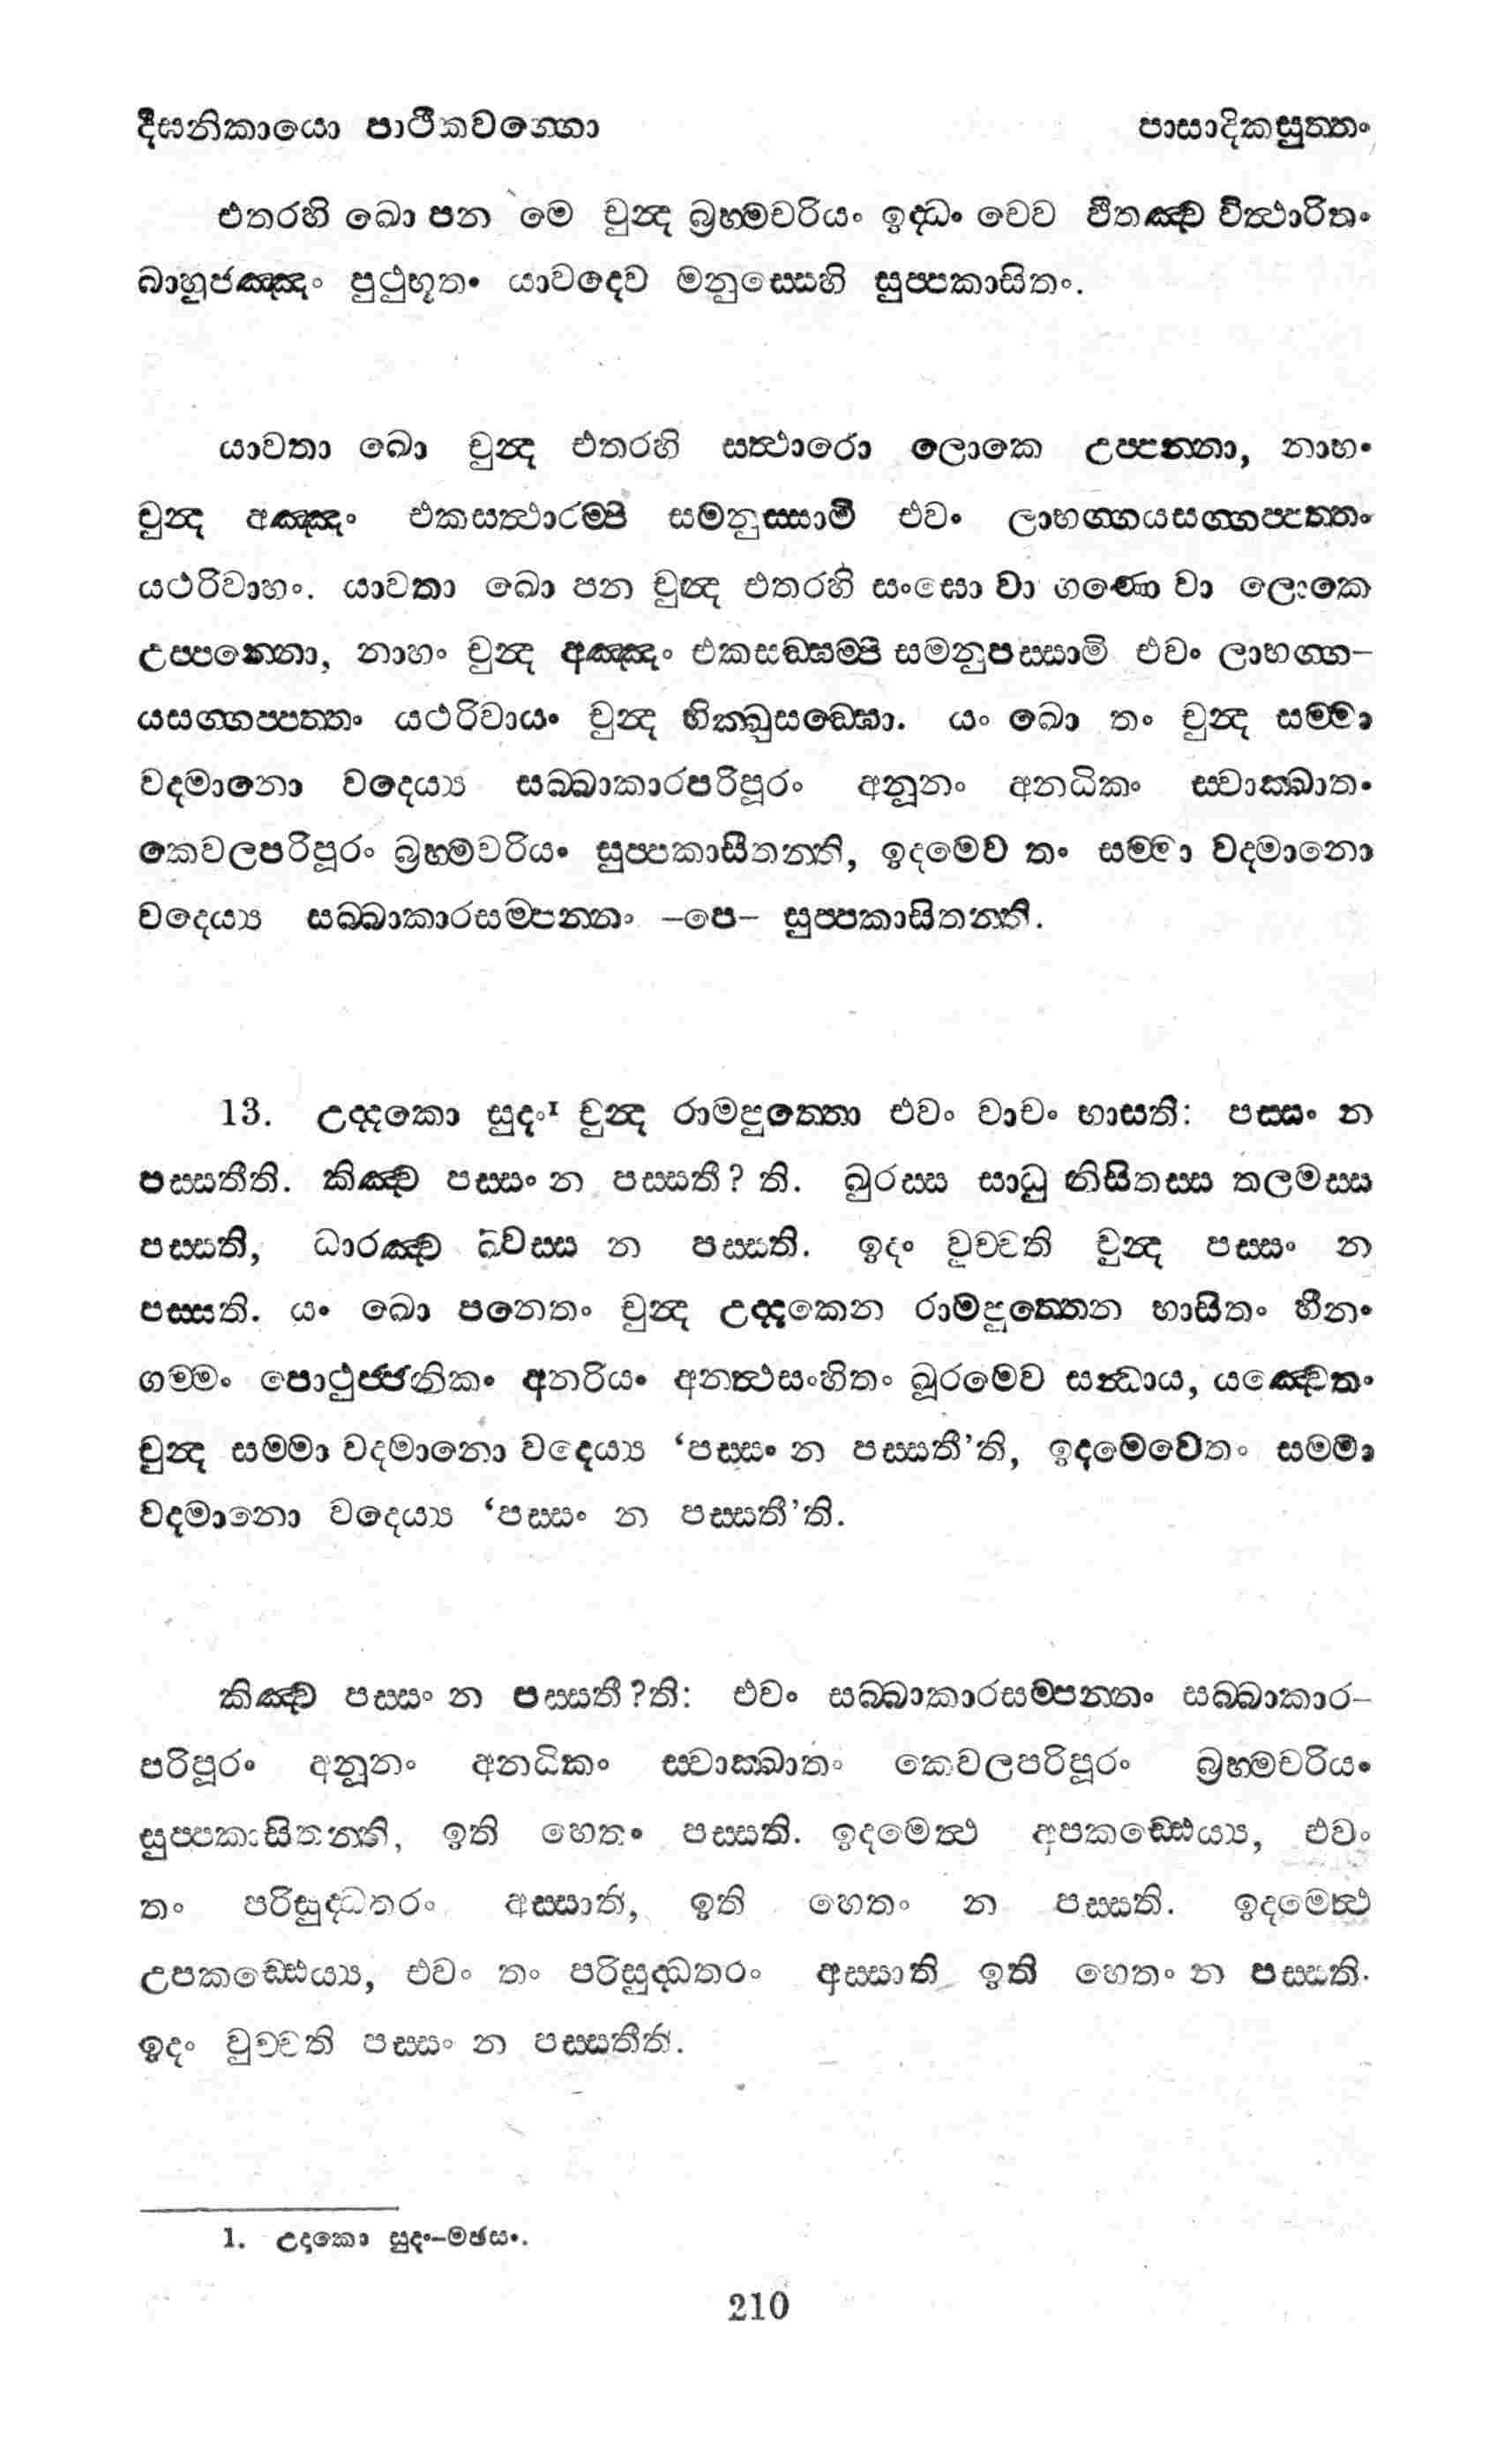 දීඝනිකායො පාථිකවග්ගො පාසාදිකසුත්තං
එතරහි ඛො පන මෙ චුන්ද බ්‍රහ්මචරියං ඉද්ධං චෙව ඵීතඤ්ච විත්ථාරිතං
බාහුජඤ්ඤං පුථුභූතං යාවදෙව මනුස්සෙහි සුප්පකාසිතං.
යාවතා ඛො චුන්ද එතරහි සත්ථාරො ලොකෙ උප්පන්නා, නාහං
චුන්ද අඤ්ඤං එකසත්ථාරම්පි සමනුස්සාමි එවං ලාභග්ගයසග්ගප්පත්තං
යථරිවාහං. යාවතා ඛො පන චුන්ද එතරහි සංඝො වා ගණො වා ලොකෙ
උප්පන්නො, නාහං චුන්ද අඤ්ඤං එකසඞ්ඝම්පි සමනුපස්සාමි එවං ලාභග්ග–
යසග්ගප්පත්තං යථරිවායං චුන්ද භික්ඛුසඞ්ඝො. යං ඛො තං චුන්ද සම්මා
වදමානො වදෙය්‍ය සබ්බාකාරපරිපූරං අනූනං අනධිකං ස්වාක්ඛාතං
කෙවලපරිපූරං බ්‍රහ්මචරියං සුප්පකාසිතන්ති, ඉදමෙව තං සම්මා වදමානො
වදෙය්‍ය සබ්බාකාරසම්පන්නං –පෙ– සුප්පකාසිතන්ති.
13. උද්දකො සුදං¹ චුන්ද රාමපුත්තො එවං වාචං භාසති: පස්සං න
පස්සතීති. කිඤ්ච පස්සං න පස්සතී? ති. ඛුරස්ස සාධු නිසිතස්ස තලමස්ස
පස්සති, ධාරඤ්ච ඛ්වස්ස න පස්සති. ඉදං වුච්චති චුන්ද පස්සං න
පස්සති. යං ඛො පනෙතං චුන්ද උද්දකෙන රාමපුත්තෙන භාසිතං හීනං
ගම්මං පොථුජ්ජනිකං අනරියං අනත්ථසංහිතං ඛූරමෙව සන්ධාය, යඤ්චෙතං
චුන්ද සම්මා වදමානො වදෙය්‍ය ‘පස්සං න පස්සතී’ති, ඉදමෙවෙතං සම්මා
වදමානො වදෙය්‍ය ‘පස්සං න පස්සතී’ති.
කිඤ්ච පස්සං න පස්සතී?ති: එවං සබ්බාකාරසම්පන්නං සබ්බාකාර–
පරිපූරං අනූනං අනධිකං ස්වාක්ඛාතං කෙවලපරිපූරං බ්‍රහ්මචරියං
සුප්පකාසිතන්ති, ඉති හෙතං පස්සති. ඉදමෙත්ථ අපකඩ්ඪෙය්‍ය, එවං
තං පරිසුද්ධතරං අස්සාති, ඉති හෙතං න පස්සති. ඉදමෙත්ථ
උපකඩ්ඪෙය්‍ය, එවං තං පරිසුද්ධතරං අස්සාති ඉති හෙතං න පස්සති.
ඉදං වුච්චති පස්සං න පස්සතීති.
1. උදකො සුදං–මඡසං.
210